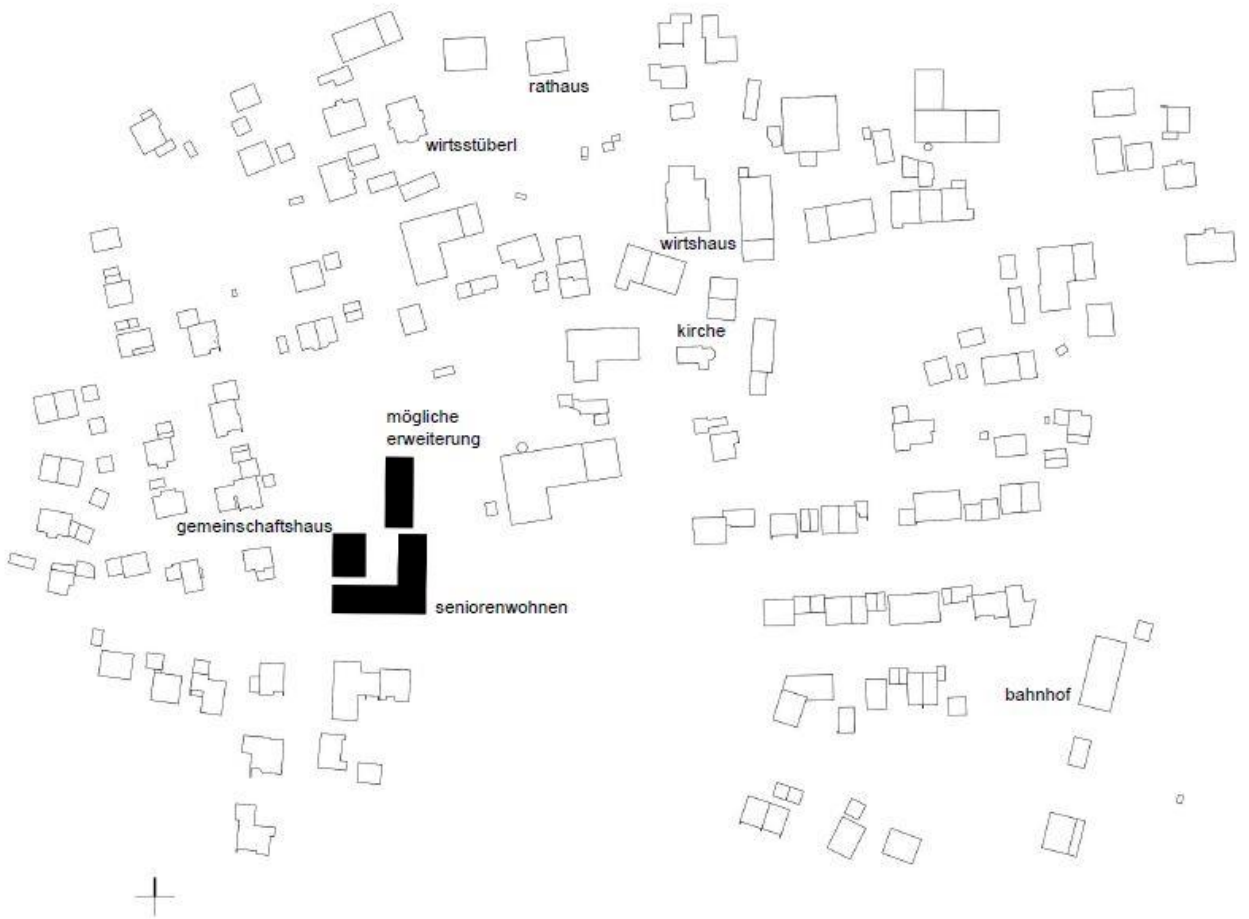 rathaus
wirtsstüberl
wirtshaus
kirche
mögliche
erweiterung
gemeinschaftshaus
seniorenwohnen
bahnhof